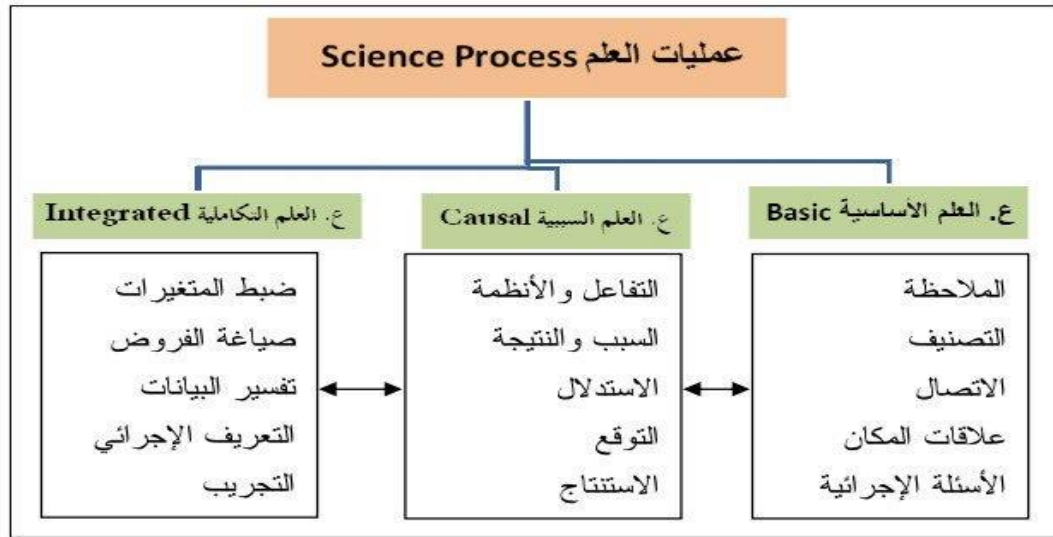 عمليات العلم Science Process
ع. العلم الأساسية Basic
الملاحظة
التصنيف
الاتصال
علاقات المكان
الأسئلة الإجرائية
ع. العلم السببية Causal
التفاعل والأنظمة
السبب والنتيجة
الاستدلال
التوقع
الاستنتاج
ع. العلم التكاملية Integrated
ضبط المتغيرات
صياغة الفروض
تفسير البيانات
التعريف الإجرائي
التجريب